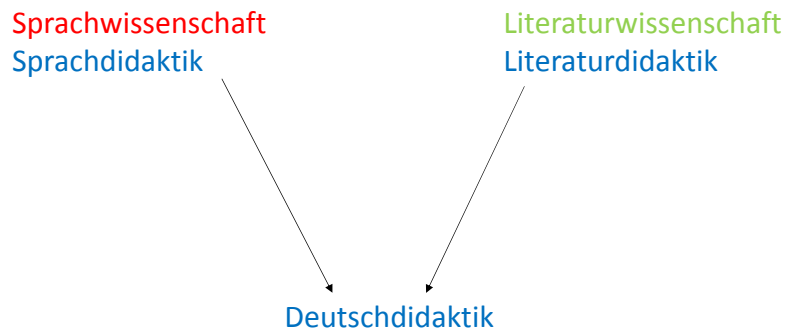 Sprachwissenschaft
Sprachdidaktik
Literaturwissenschaft
Literaturdidaktik
Deutschdidaktik